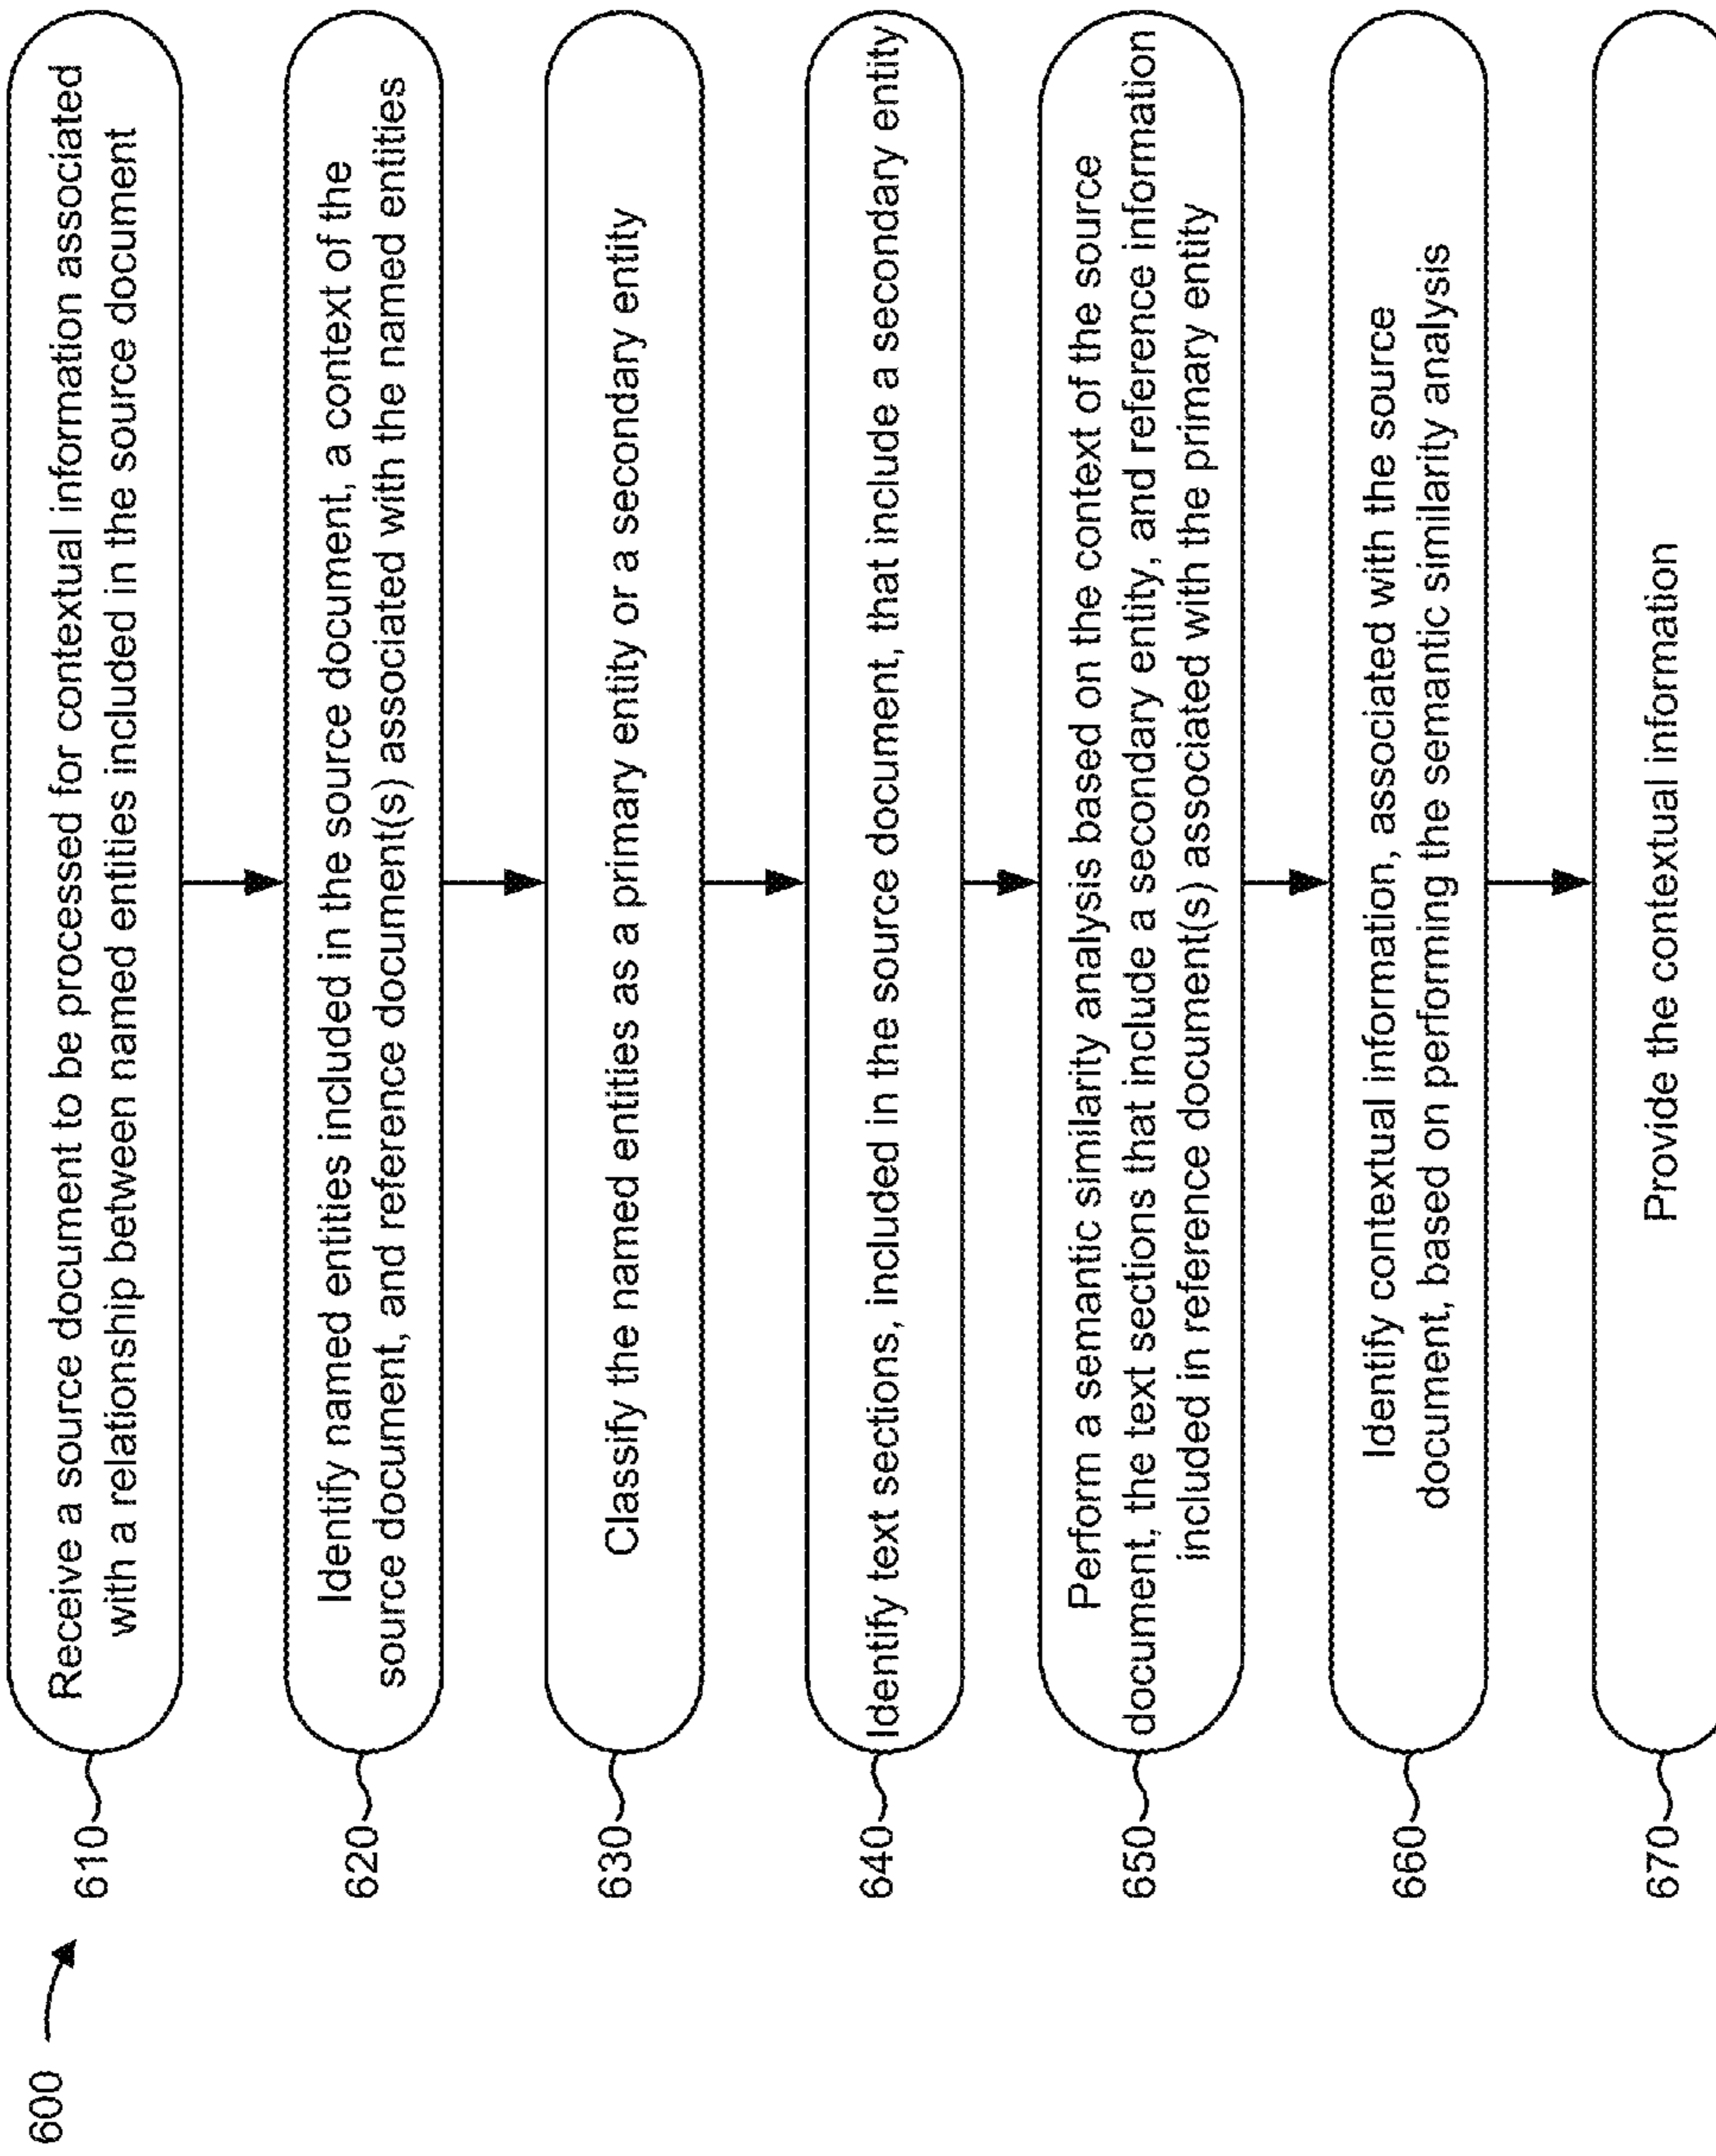 600
610
Receive a source document to be processed for contextual information associated
with a relationship between named entities included in the source document
620
Identify named entities included in the source document, a context of the
source document, and reference document(s) associated with the named entities
630
Classify the named entities as a primary entity or a secondary entity
640
Identify text sections, included in the source document, that include a secondary entity
650
Perform a semantic similarity analysis based on the context of the source
document, the text sections that include a secondary entity, and reference information
included in reference document(s) associated with the primary entity
660
Identify contextual information, associated with the source
document, based on performing the semantic similarity analysis
670
Provide the contextual information